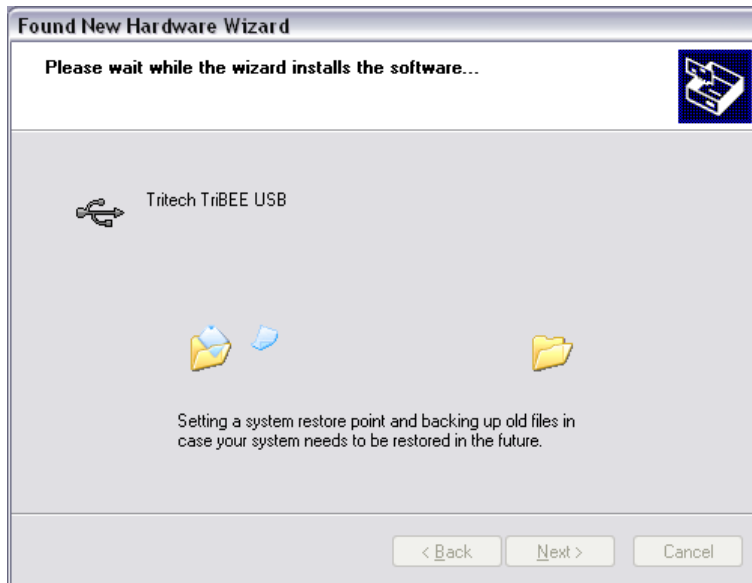 Found New Hardware Wizard
Please wait while the wizard installs the software...
Tritech TriBEE USB
Setting a system restore point and backing up old files in
case your system needs to be restored in the future.
< Back
Next >
Cancel